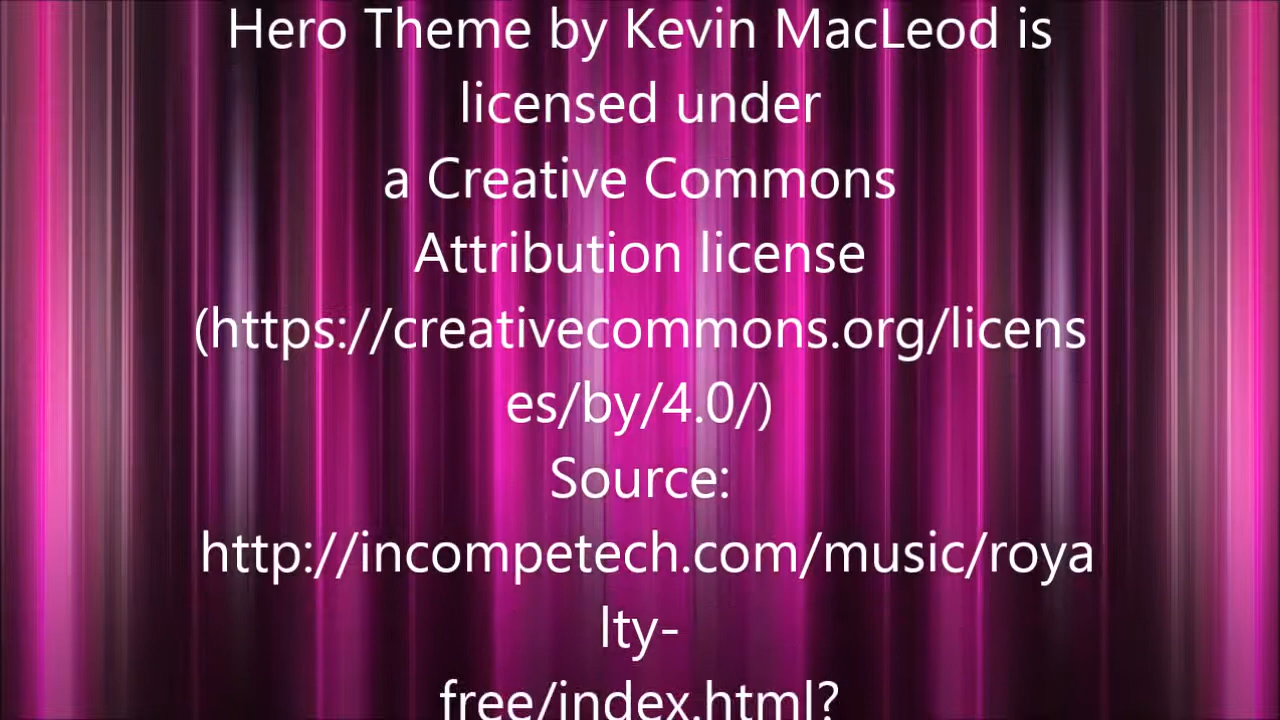 Hero Theme by Kevin MacLeod is
licensed under
a Creative Commons
Attribution license
(https://creativecommons.org/licens
es/by/4.0/)
Source:
http://incompetech.com/music/roya
lty-
free/index.html?